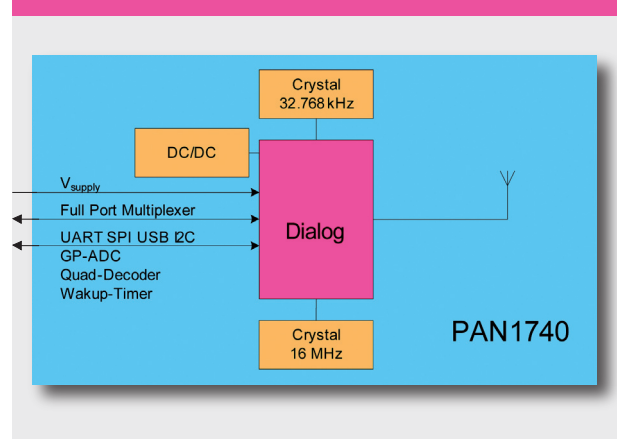 Crystal
32.768 kHz
DC/DC
Vsupply
Full Port Multiplexer
UART SPI USB I2C
GP-ADC
Quad-Decoder
Wakup-Timer
Dialog
Crystal
16 MHz
PAN1740